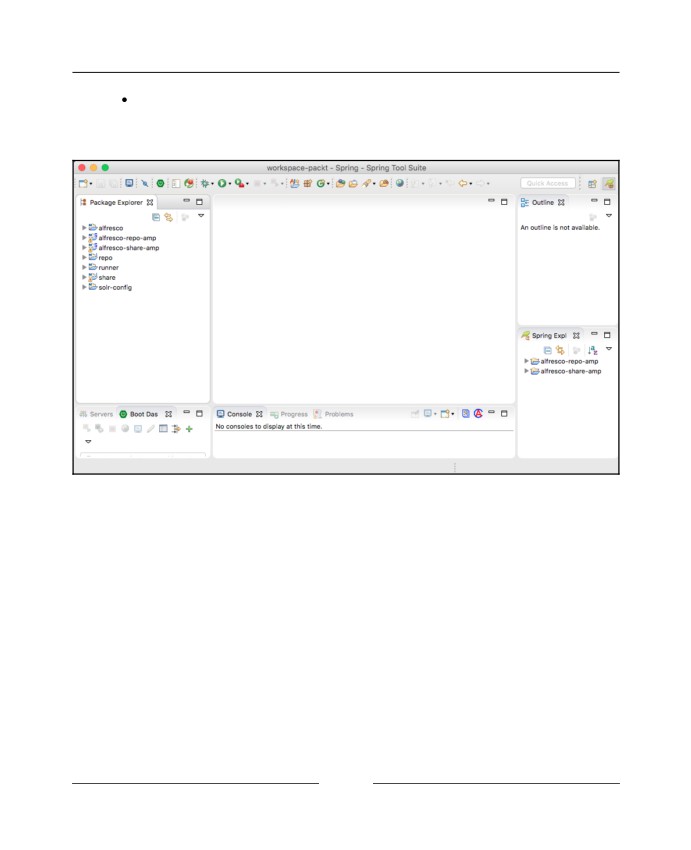 workspace-packt - Spring - Spring Tool Suite
Quick Access
Package Explorer
alfresco
alfresco-repo-amp
alfresco-share-amp
repo
runner
share
solr-config
Outline
An outline is not available.
Spring Expl
alfresco-repo-amp
alfresco-share-amp
Servers
Boot Das
Console
Progress
Problems
No consoles to display at this time.